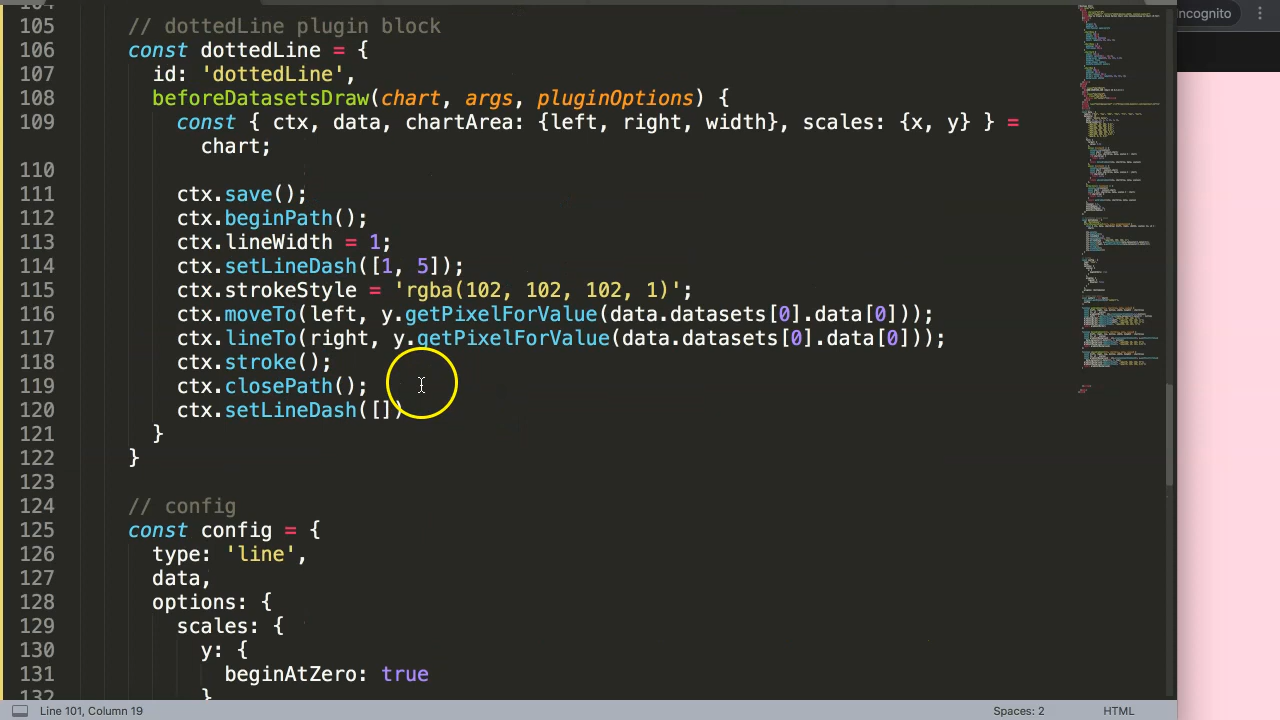 ncognito
105 // dottedLine plugin block
106 const dottedLine = {
107 id: 'dottedLine',
108 beforeDatasetsDraw(chart, args, pluginOptions) {
109 const { ctx, data, chartArea: {left, right, width}, scales: {x, y} } =
chart;
110
111 ctx.save();
112 ctx.beginPath();
113 ctx.lineWidth = 1;
114 ctx.setLineDash([1, 5]);
115 ctx.strokeStyle = 'rgba(102, 102, 102, 1)';
116 ctx.moveTo(left, y.getPixelForValue(data.datasets[0].data[0]));
117 ctx.lineTo(right, y.getPixelForValue(data.datasets[0].data[0]));
118 ctx.stroke();
119 ctx.closePath();
120 ctx.setLineDash([])
121 }
122 }
123
124 // config
125 const config = {
126 type: 'line',
127 data,
128 options: {
129 scales: {
130 y: {
131 beginAtZero: true
132 }
Line 101, Column 19
Spaces: 2
HTML